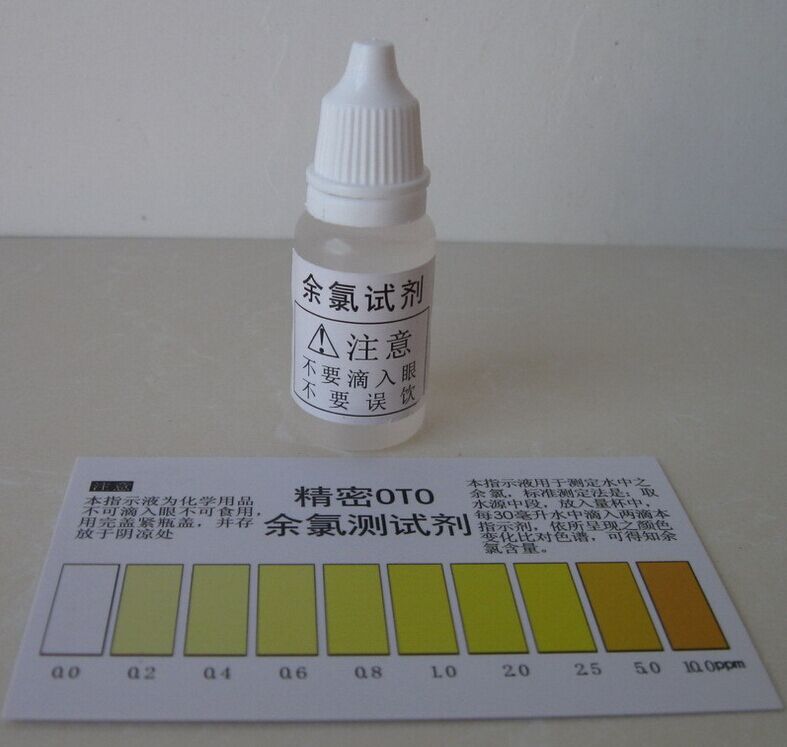 余氯试剂
注意
不要滴入眼
不要误饮
注意
本指示液为化学用品
不可滴入眼不可食用,
用完盖紧瓶盖，并存
放于阴凉处
精密OTO
余氯测试剂
本指示液用于测定水中之
余氯，标准测定法是：取
水源中段，放入量杯中，
每30毫升水中滴入两滴本
指示剂，依所呈现之颜色
变化比对色谱，可得知余
氯含量。
0.0 0.2 0.4 0.6 0.8 1.0 2.0 2.5 5.0 10.0ppm